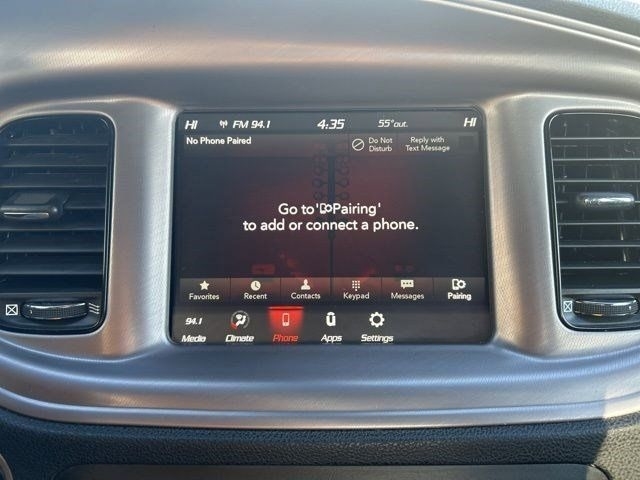 HI FM 94.1 4:35 55°out. HI
No Phone Paired
Do Not
Disturb
Reply with
Text Message
Go to 'Pairing'
to add or connect a phone.
Favorites Recent Contacts Keypad Messages Pairing
94.1
Media Climate Phone Apps Settings